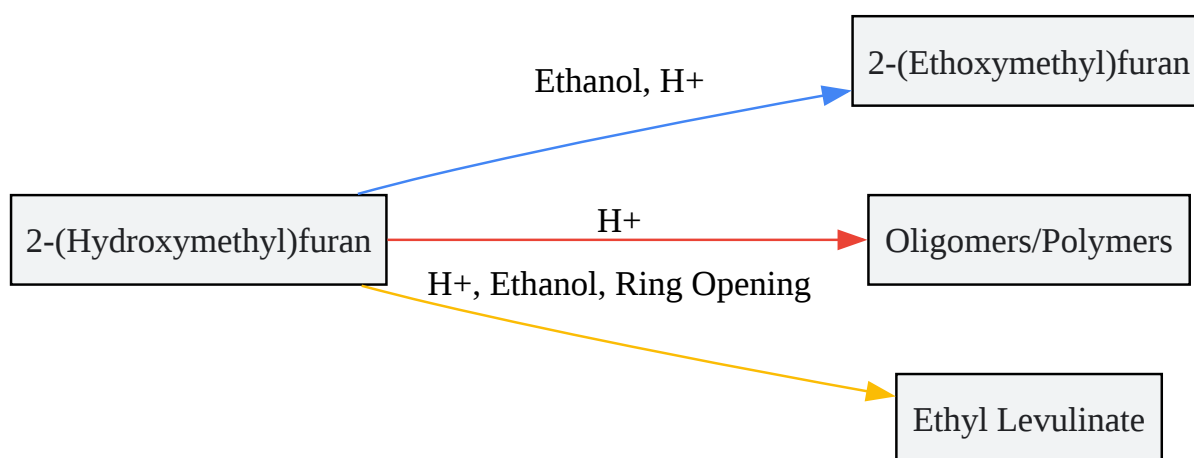 2-(Ethoxymethyl)furan
Ethanol, H+
2-(Hydroxymethyl)furan
H+
Oligomers/Polymers
H+, Ethanol, Ring Opening
Ethyl Levulinate